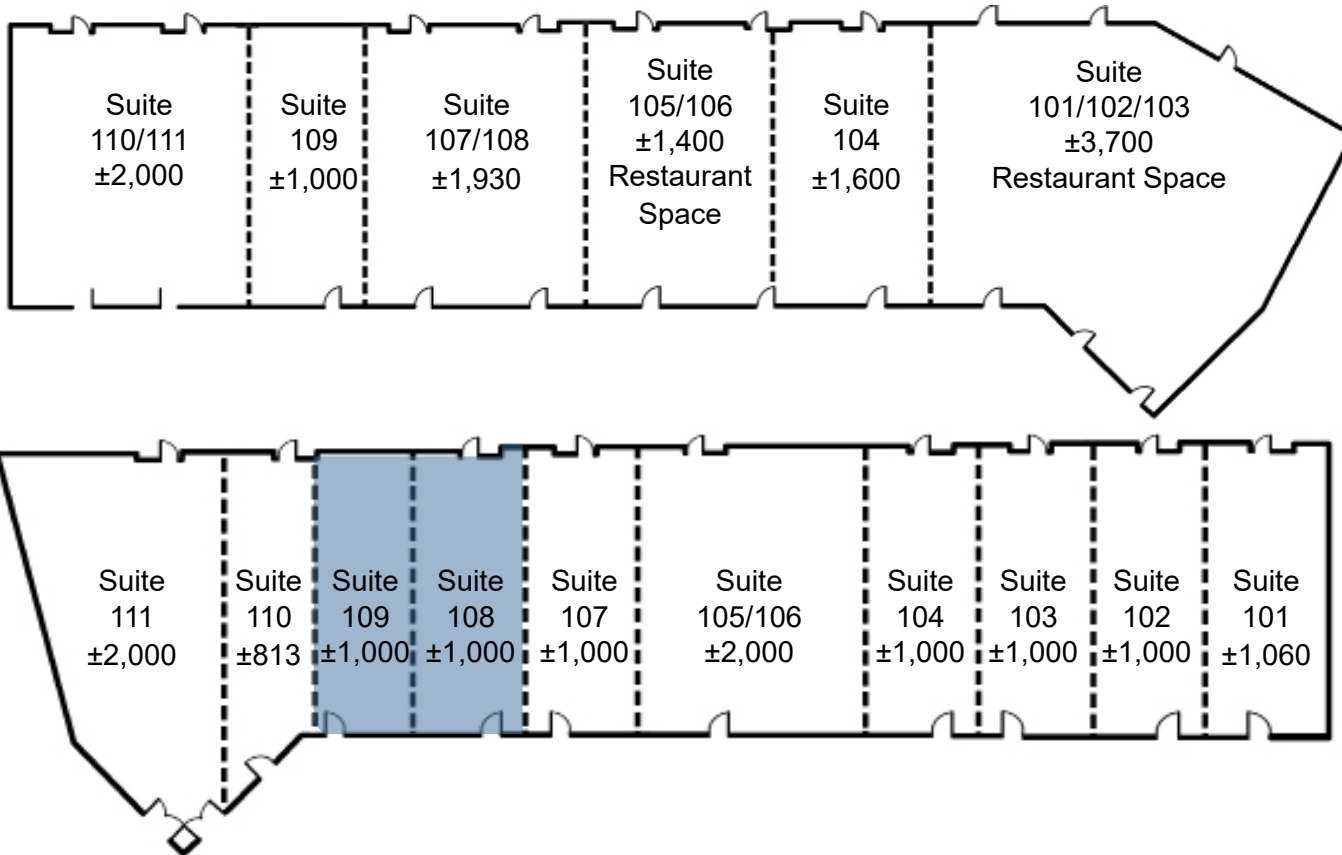 Suite
110/111
±2,000
Suite
109
±1,000
Suite
107/108
±1,930
Suite
105/106
±1,400
Restaurant
Space
Suite
104
±1,600
Suite
101/102/103
±3,700
Restaurant Space
Suite
111
±2,000
Suite
110
±813
Suite
109
±1,000
Suite
108
±1,000
Suite
107
±1,000
Suite
105/106
±2,000
Suite
104
±1,000
Suite
103
±1,000
Suite
102
±1,000
Suite
101
±1,060